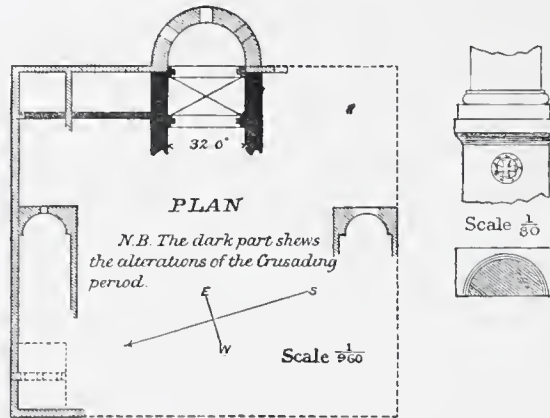 32.0"
PLAN
N.B. The dark part shews
the alterations of the Crusading
period.
E
S
W
Scale 1/960
Scale 1/80